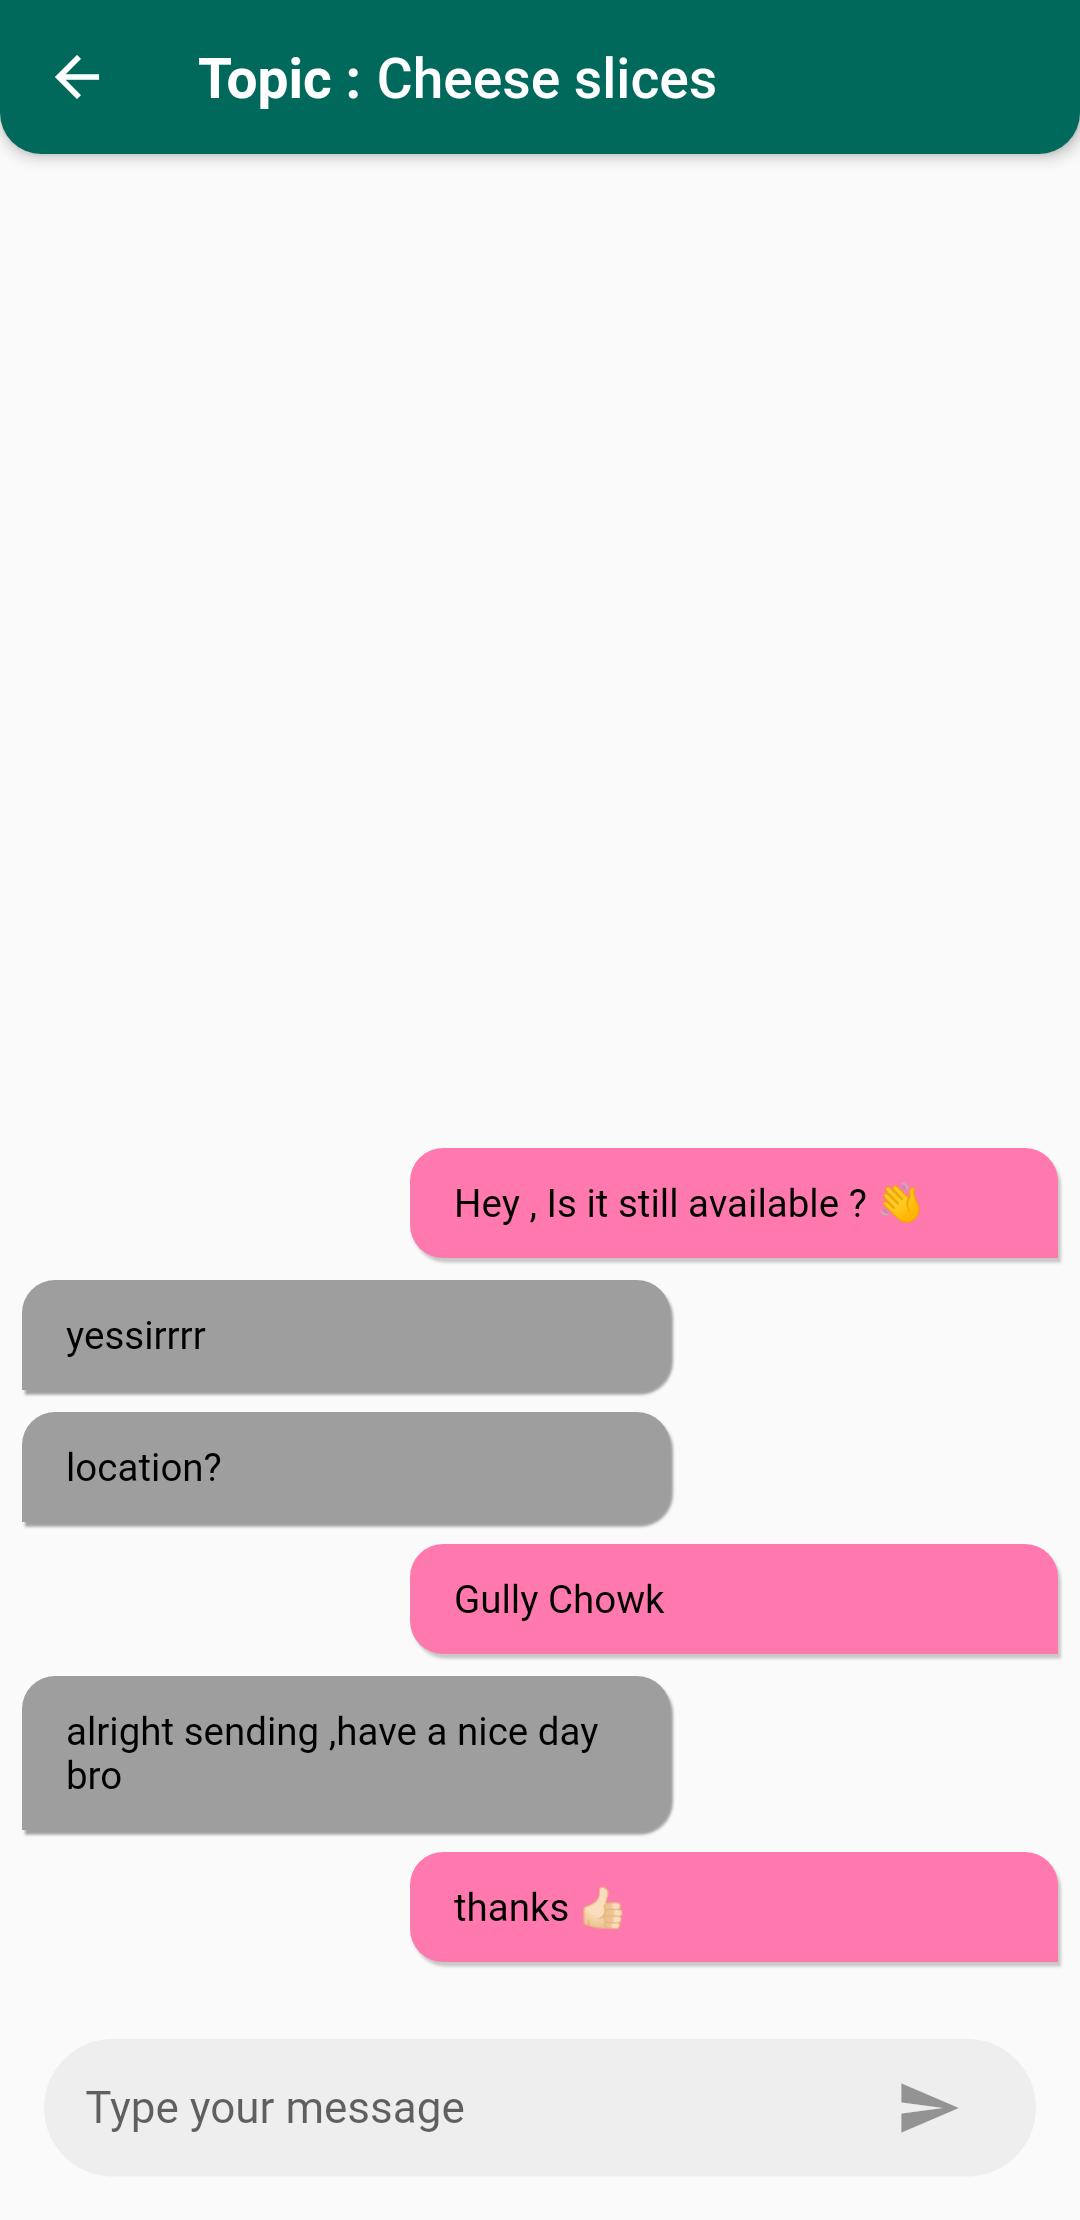 Topic : Cheese slices
Hey , Is it still available ? 👋
yessirrrr
location?
Gully Chowk
alright sending ,have a nice day
bro
thanks 👍🏻
Type your message